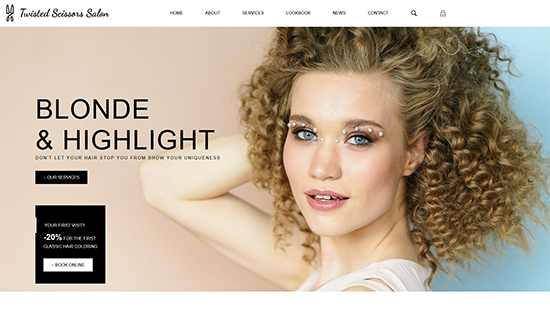 Twisted Scissors Salon
HOME ABOUT SERVICES LOOKBOOK NEWS CONTACT
BLONDE
& HIGHLIGHT
DON'T LET YOUR HAIR STOP YOU FROM SHOW YOUR UNIQUENESS
OUR SERVICES
YOUR FIRST VISIT?
-20% FOR THE FIRST
CLASSIC HAIR COLORING
BOOK ONLINE